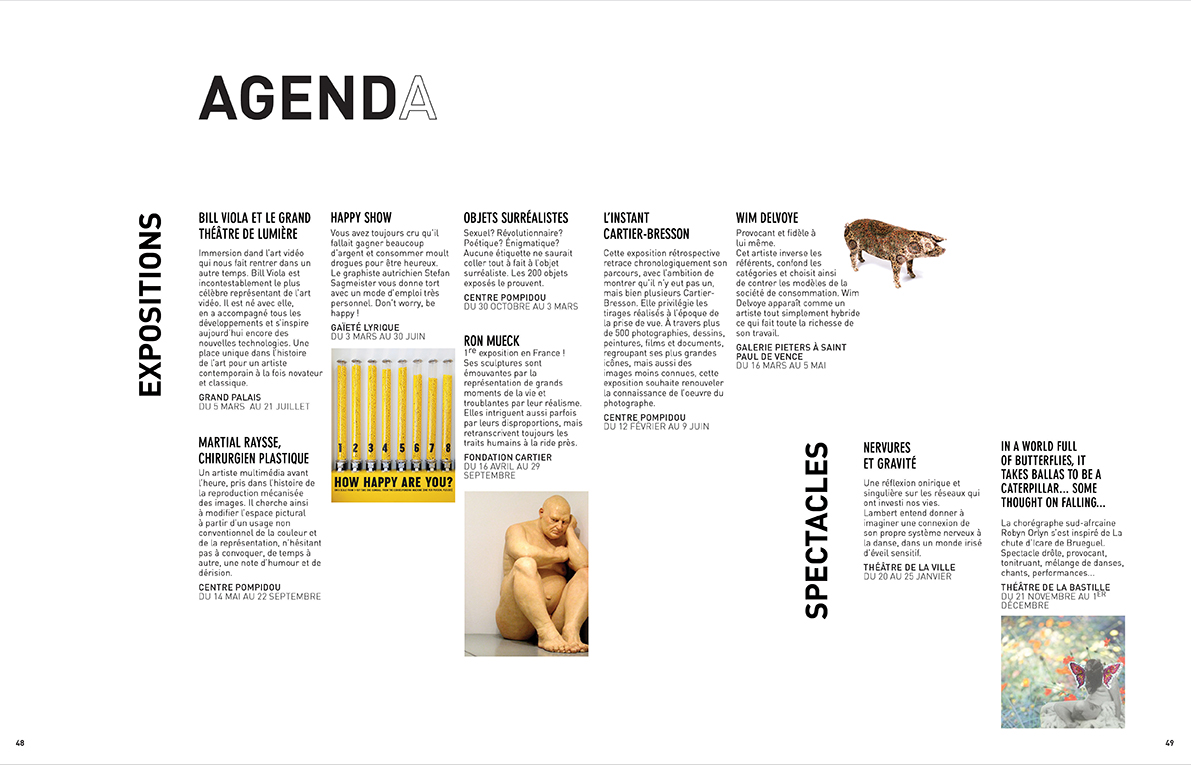 AGENDA
EXPOSITIONS
BILL VIOLA ET LE GRAND
THÉÂTRE DE LUMIÈRE
Immersion dand l'art vidéo
qui nous fait rentrer dans un
autre temps. Bill Viola est
incontestablement le plus
célèbre représentant de l'art
vidéo. Il est né avec elle,
en a accompagné tous les
développements et s'inspire
aujourd'hui encore des
nouvelles technologies. Une
place unique dans l'histoire
de l'art pour un artiste
contemporain à la fois novateur
et classique.
GRAND PALAIS
DU 5 MARS AU 21 JUILLET
MARTIAL RAYSSE,
CHIRURGIEN PLASTIQUE
Un artiste multimédia avant
l'heure, pris dans l'histoire de
la reproduction mécanisée
des images. Il cherche ainsi
à modifier l'espace pictural
à partir d'un usage non
conventionnel de la couleur et
de la représentation, n'hésitant
pas à convoquer, de temps à
autre, une note d'humour et de
dérision.
CENTRE POMPIDOU
DU 14 MAI AU 22 SEPTEMBRE
HAPPY SHOW
Vous avez toujours cru qu'il
fallait gagner beaucoup
d'argent et consommer moult
drogues pour être heureux.
Le graphiste autrichien Stefan
Sagmeister vous donne tort
avec un mode d'emploi très
personnel. Don't worry, be
happy !
GAÏETÉ LYRIQUE
DU 3 MARS AU 30 JUIN
1 2 3 4 5 6 7 8
HOW HAPPY ARE YOU?
OBJETS SURRÉALISTES
Sexuel? Révolutionnaire?
Poétique? Énigmatique?
Aucune étiquette ne saurait
coller tout à fait à l'objet
surréaliste. Les 200 objets
exposés le prouvent.
CENTRE POMPIDOU
DU 30 OCTOBRE AU 3 MARS
RON MUECK
1re exposition en France !
Ses sculptures sont
émouvantes par la
représentation de grands
moments de la vie et
troublantes par leur réalisme.
Elles intriguent aussi parfois
par leurs disproportions, mais
retranscrivent toujours les
traits humains à la ride près.
FONDATION CARTIER
DU 16 AVRIL AU 29
SEPTEMBRE
L'INSTANT
CARTIER-BRESSON
Cette exposition rétrospective
retrace chronologiquement son
parcours, avec l'ambition de
montrer qu'il n'y eut pas un,
mais bien plusieurs Cartier-
Bresson. Elle privilégie les
tirages réalisés à l'époque de
la prise de vue. À travers plus
de 500 photographies, dessins,
peintures, films et documents,
regroupant ses plus grandes
icônes, mais aussi des
images moins connues, cette
exposition souhaite renouveler
la connaissance de l'oeuvre du
photographe.
CENTRE POMPIDOU
DU 12 FÉVRIER AU 9 JUIN
WIM DELVOYE
Provocant et fidèle à
lui même.
Cet artiste inverse les
référents, confond les
catégories et choisit ainsi
de contrer les modèles de la
société de consommation. Wim
Delvoye apparaît comme un
artiste tout simplement hybride
ce qui fait toute la richesse de
son travail.
GALERIE PIETERS À SAINT
PAUL DE VENCE
DU 16 MARS AU 5 MAI
SPECTACLES
NERVURES
ET GRAVITÉ
Une réflexion onirique et
singulière sur les réseaux qui
ont investi nos vies.
Lambert entend donner à
imaginer une connexion de
son propre système nerveux à
la danse, dans un monde irisé
d'éveil sensitif.
THÉÂTRE DE LA VILLE
DU 20 AU 25 JANVIER
IN A WORLD FULL
OF BUTTERFLIES, IT
TAKES BALLAS TO BE A
CATERPILLAR... SOME
THOUGHT ON FALLING...
La chorégraphe sud-afrcaine
Robyn Orlyn s'est inspiré de La
chute d'Icare de Brueguel.
Spectacle drôle, provocant,
tonitruant, mélange de danses,
chants, performances...
THÉÂTRE DE LA BASTILLE
DU 21 NOVEMBRE AU 1ER
DÉCEMBRE
48
49